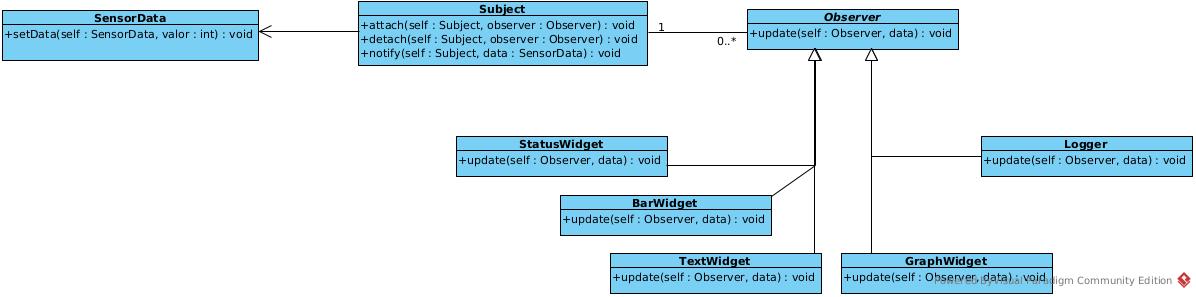 SensorData
+setData(self : SensorData, valor : int) : void
Subject
+attach(self : Subject, observer : Observer) : void
+detach(self : Subject, observer : Observer) : void
+notify(self : Subject, data : SensorData) : void
1
0..*
Observer
+update(self : Observer, data) : void
StatusWidget
+update(self : Observer, data) : void
Logger
+update(self : Observer, data) : void
BarWidget
+update(self : Observer, data) : void
TextWidget
+update(self : Observer, data) : void
GraphWidget
+update(self : Observer, data) : void
Powered By Visual Paradigm Community Edition